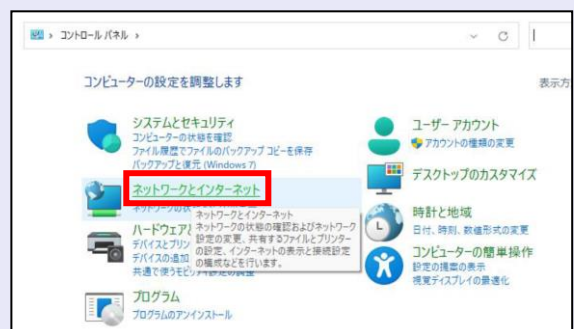 コントロール パネル
コンピューターの設定を調整します
表示方
システムとセキュリティ
コンピューターの状態を確認
ファイル履歴でファイルのバックアップ コピーを保存
バックアップと復元 (Windows 7)
ネットワークとインターネット
ネットワークの状
ネットワークとインターネット
ネットワークの状態の確認およびネットワーク
設定の変更、共有するファイルとプリンター
の設定、インターネットの表示と接続設定
の構成などを行います。
ハードウェアと
デバイスとプリン
デバイスの追加
共通で使うモビリティ設定の調整
プログラム
プログラムのアンインストール
ユーザー アカウント
アカウントの種類の変更
デスクトップのカスタマイズ
時計と地域
日付、時刻、数値形式の変更
コンピューターの簡単操作
設定の提案の表示
視覚ディスプレイの最適化